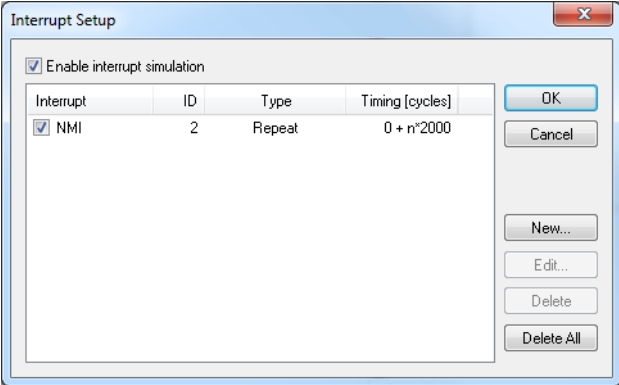 Interrupt Setup
Enable interrupt simulation
Interrupt ID Type Timing [cycles]
NMI 2 Repeat 0 + n*2000
OK
Cancel
New...
Edit...
Delete
Delete All